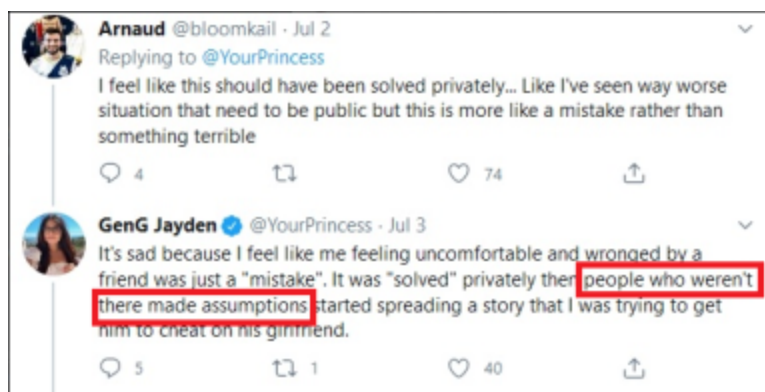 Arnaud @bloomkail · Jul 2
Replying to @YourPrincess
I feel like this should have been solved privately... Like I've seen way worse
situation that need to be public but this is more like a mistake rather than
something terrible
4 74
GenG Jayden @YourPrincess · Jul 3
It's sad because I feel like me feeling uncomfortable and wronged by a
friend was just a "mistake". It was "solved" privately then people who weren't
there made assumptions started spreading a story that I was trying to get
him to cheat on his girlfriend.
5 1 40